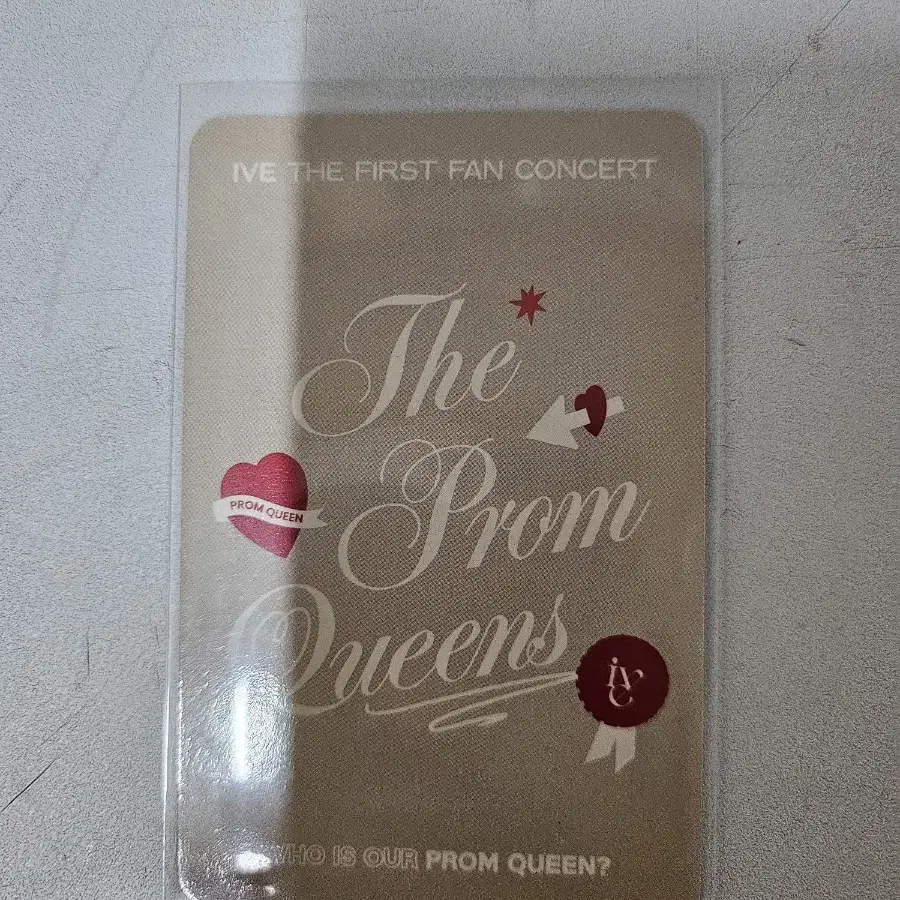 IVE THE FIRST FAN CONCERT
The
Prom
PROM QUEEN
Queens
ive
WHO IS OUR PROM QUEEN?